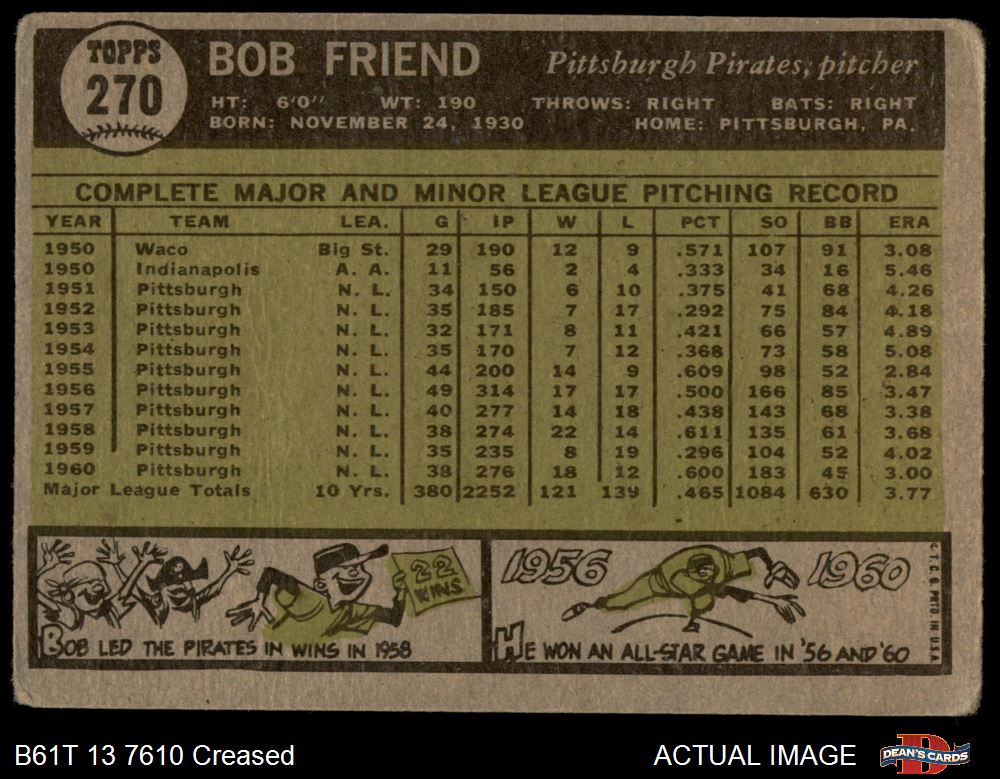 TOPPS
270
BOB FRIEND
Pittsburgh Pirates, pitcher
HT: 6'0" WT: 190 THROWS: RIGHT BATS: RIGHT
BORN: NOVEMBER 24, 1930 HOME: PITTSBURGH, PA.
COMPLETE MAJOR AND MINOR LEAGUE PITCHING RECORD
YEAR TEAM LEA. G IP W L PCT SO BB ERA
1950 Waco Big St. 29 190 12 9 .571 107 91 3.08
1950 Indianapolis A. A. 11 56 2 4 .333 34 16 5.46
1951 Pittsburgh N. L. 34 150 6 10 .375 41 68 4.26
1952 Pittsburgh N. L. 35 185 7 17 .292 75 84 4.18
1953 Pittsburgh N. L. 32 171 8 11 .421 66 57 4.89
1954 Pittsburgh N. L. 35 170 7 12 .368 73 58 5.08
1955 Pittsburgh N. L. 44 200 14 9 .609 98 52 2.84
1956 Pittsburgh N. L. 49 314 17 17 .500 166 85 3.47
1957 Pittsburgh N. L. 40 277 14 18 .438 143 68 3.38
1958 Pittsburgh N. L. 38 274 22 14 .611 135 61 3.68
1959 Pittsburgh N. L. 35 235 8 19 .296 104 52 4.02
1960 Pittsburgh N. L. 38 276 18 12 .600 183 45 3.00
Major League Totals 10 Yrs. 380 2252 121 139 .465 1084 630 3.77
22 WINS
BOB LED THE PIRATES IN WINS IN 1958
1956 1960
HE WON AN ALL-STAR GAME IN '56 AND '60
© T. C. G. PRTD. IN U.S.A.
B61T 13 7610 Creased
ACTUAL IMAGE
DEAN'S CARDS